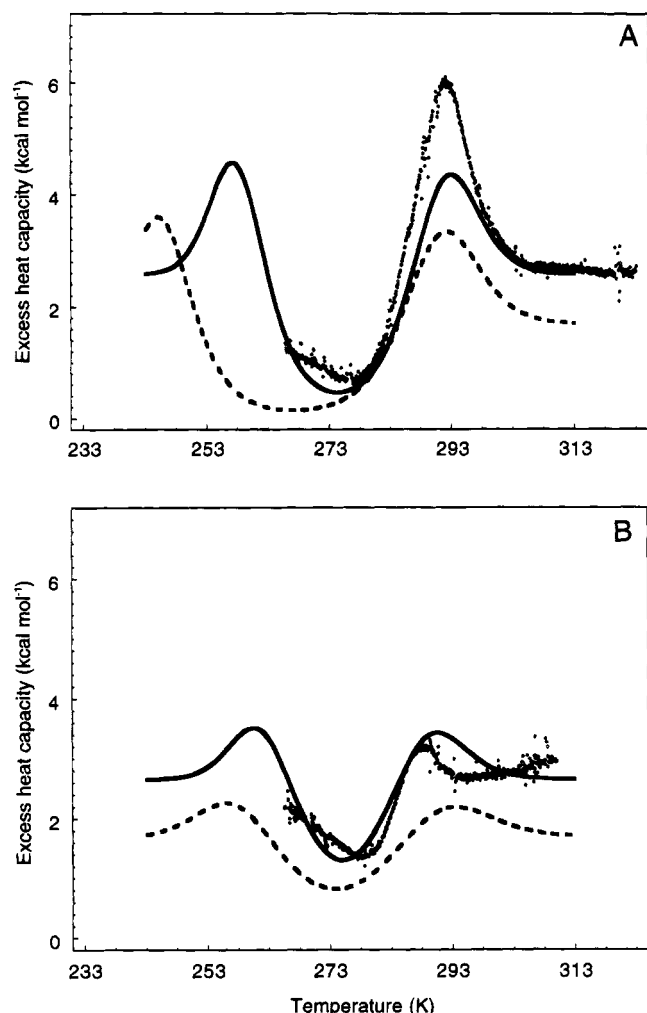 A
Excess heat capacity (kcal mol⁻¹)
6
4
2
0
233 253 273 293 313
B
Excess heat capacity (kcal mol⁻¹)
6
4
2
0
233 253 273 293 313
Temperature (K)